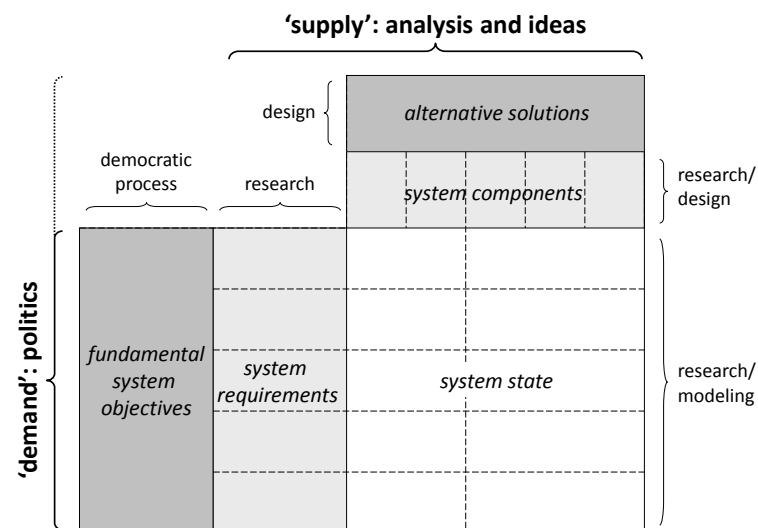 ‘supply’: analysis and ideas
design
alternative solutions
democratic
process
research
system components
research/
design
‘demand’: politics
fundamental
system
objectives
system
requirements
system state
research/
modeling